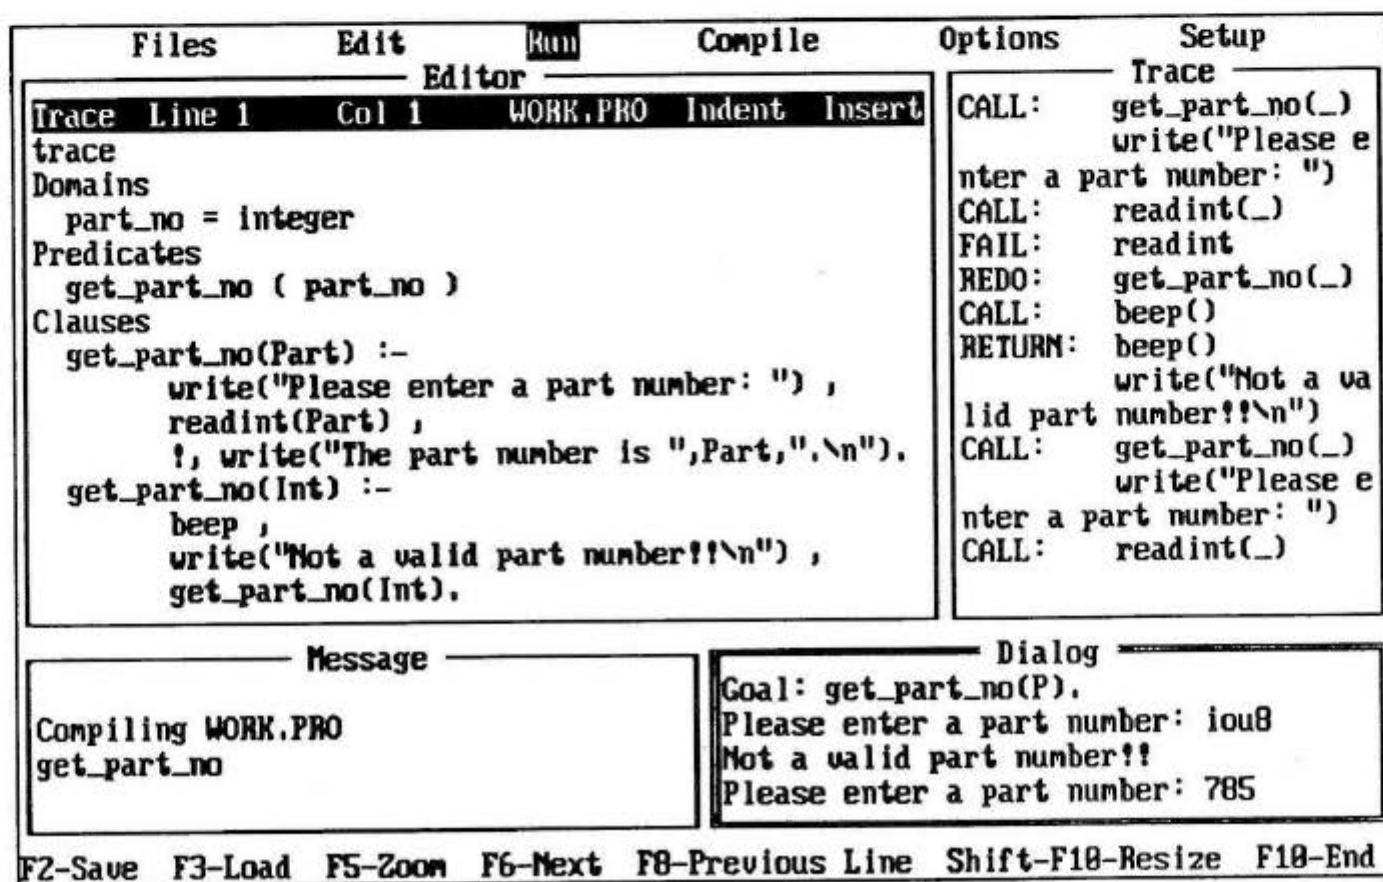 Files Edit Run Compile Options Setup
Editor
Trace Line 1 Col 1 WORK.PRO Indent Insert
trace
Domains
part_no = integer
Predicates
get_part_no ( part_no )
Clauses
get_part_no(Part) :-
write("Please enter a part number: ") ,
readint(Part) ,
!, write("The part number is ",Part,".\n").
get_part_no(Int) :-
beep ,
write("Not a valid part number!!\n") ,
get_part_no(Int).
Trace
CALL: get_part_no(_)
write("Please e
nter a part number: ")
CALL: readint(_)
FAIL: readint
REDO: get_part_no(_)
CALL: beep()
RETURN: beep()
write("Not a va
lid part number!!\n")
CALL: get_part_no(_)
write("Please e
nter a part number: ")
CALL: readint(_)
Message
Compiling WORK.PRO
get_part_no
Dialog
Goal: get_part_no(P).
Please enter a part number: iou8
Not a valid part number!!
Please enter a part number: 785
F2-Save F3-Load F5-Zoom F6-Next F8-Previous Line Shift-F10-Resize F10-End